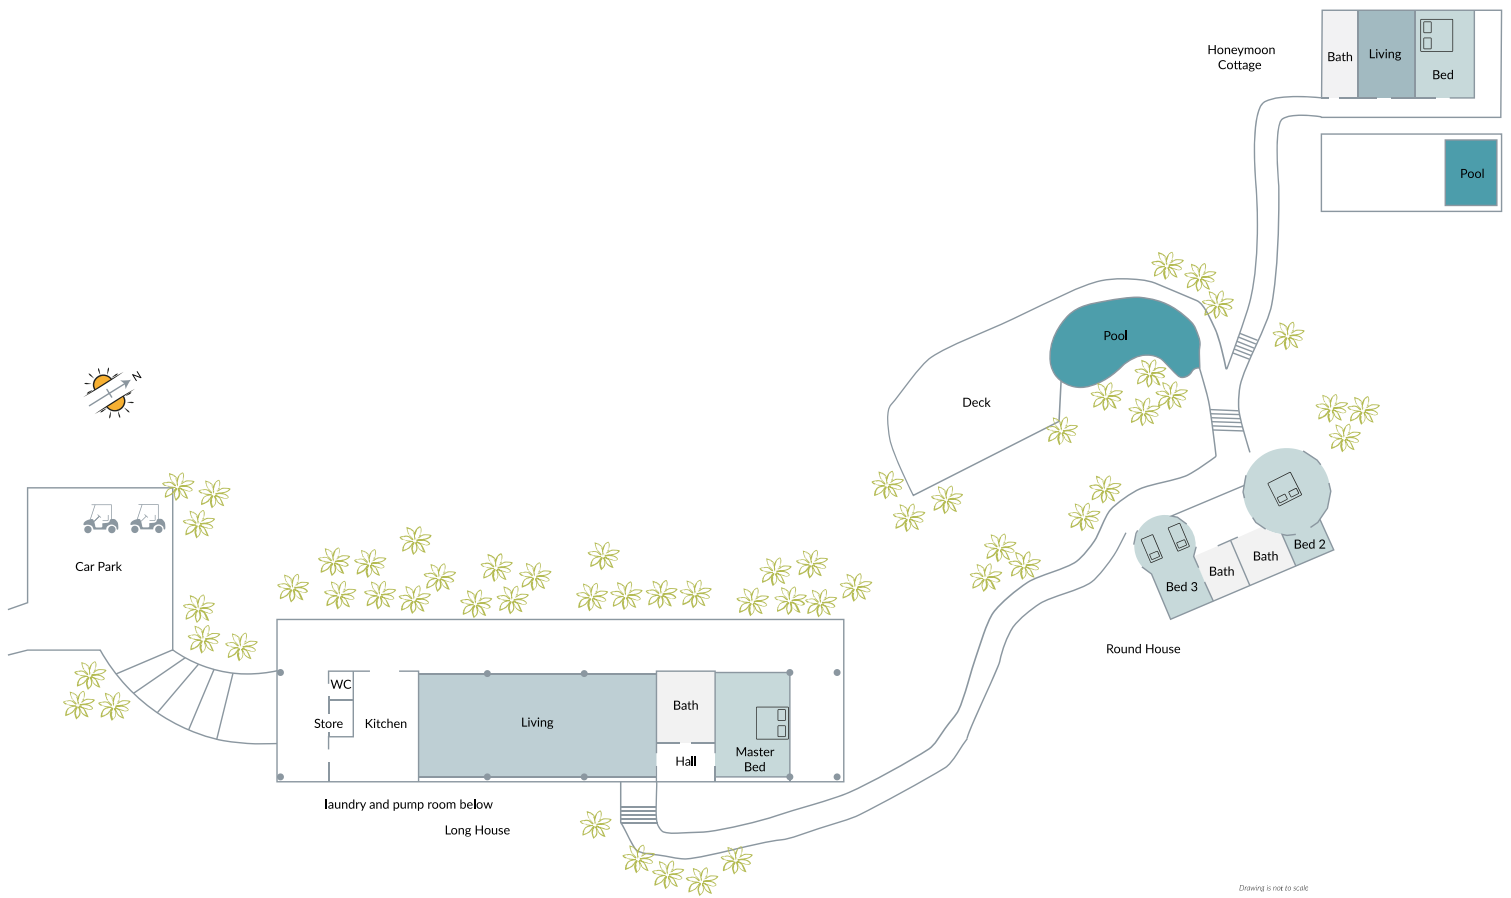 Honeymoon
Cottage
Bath
Living
Bed
Pool
Pool
Deck
N
Car Park
Bed 2
Bath
Bath
Bed 3
Round House
WC
Store
Kitchen
Living
Bath
Hall
Master
Bed
laundry and pump room below
Long House
Drawing is not to scale